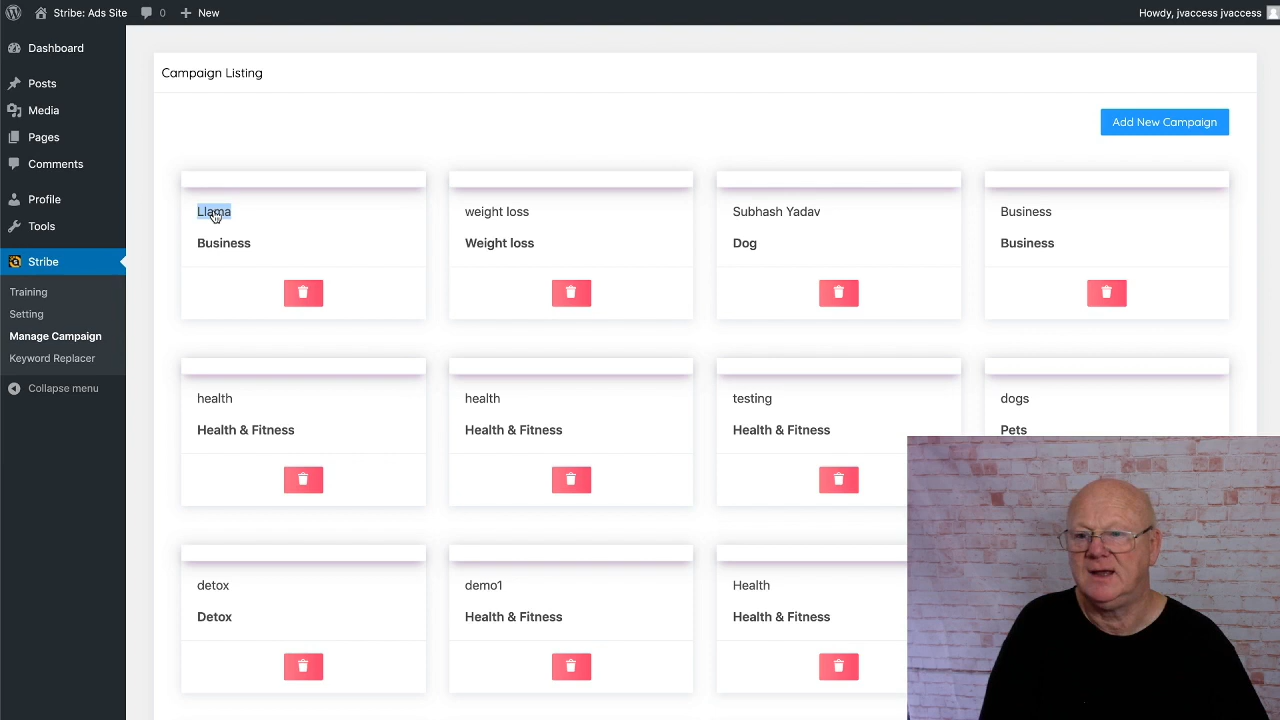 Stribe: Ads Site
0
New
Howdy, jvaccess jvaccess
Dashboard
Posts
Media
Pages
Comments
Profile
Tools
Stribe
Training
Setting
Manage Campaign
Keyword Replacer
Collapse menu
Campaign Listing
Add New Campaign
Llama
Business
weight loss
Weight loss
Subhash Yadav
Dog
Business
Business
health
Health & Fitness
health
Health & Fitness
testing
Health & Fitness
dogs
Pets
detox
Detox
demo1
Health & Fitness
Health
Health & Fitness